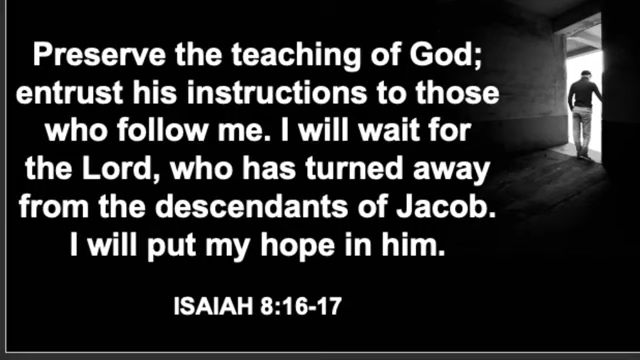 Preserve the teaching of God;
entrust his instructions to those
who follow me. I will wait for
the Lord, who has turned away
from the descendants of Jacob.
I will put my hope in him.
ISAIAH 8:16-17